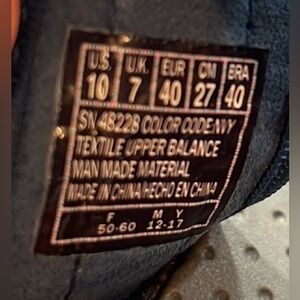 U.S. U.K. EUR CM BRA
10 7 40 27 40
SN 48228 COLOR CODE:NVY
TEXTILE UPPER BALANCE
MAN MADE MATERIAL
MADE IN CHINA/HECHO EN CHINA
F M Y
50-60 12-17